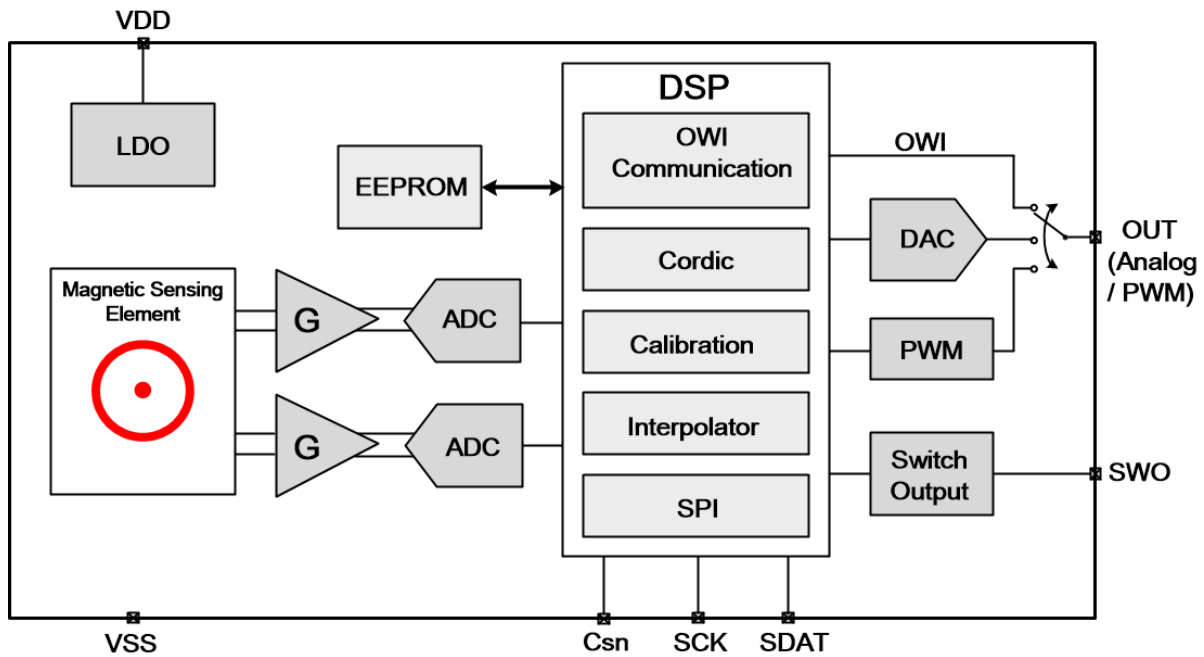 VDD
LDO
EEPROM
Magnetic Sensing
Element
G
ADC
G
ADC
DSP
OWI
Communication
Cordic
Calibration
Interpolator
SPI
OWI
DAC
PWM
Switch
Output
OUT
(Analog
/ PWM)
SWO
VSS
Csn
SCK
SDAT